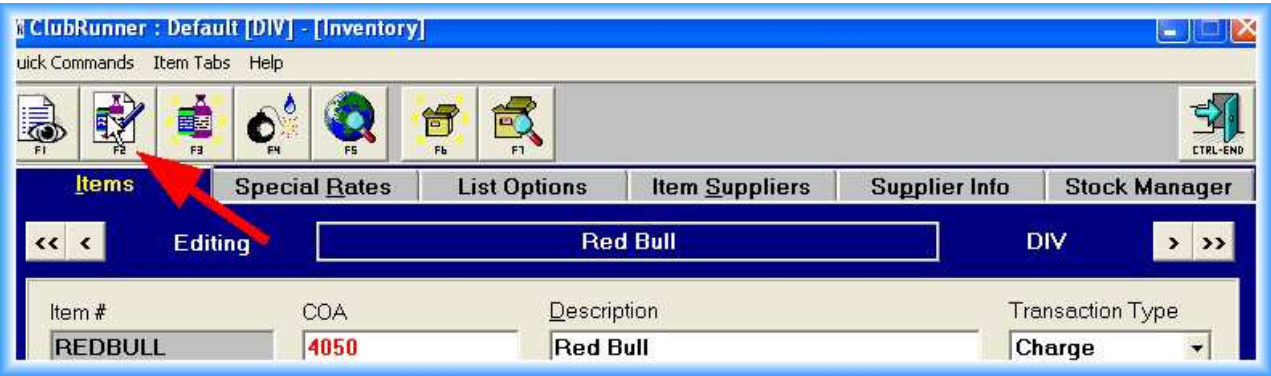 ClubRunner : Default [DIV] - [Inventory]
uick Commands Item Tabs Help
F1 F2 F3 F4 F5 F6 F7 CTRL-END
Items Special Rates List Options Item Suppliers Supplier Info Stock Manager
<< < Editing Red Bull DIV > >>
Item # COA Description Transaction Type
REDBULL 4050 Red Bull Charge